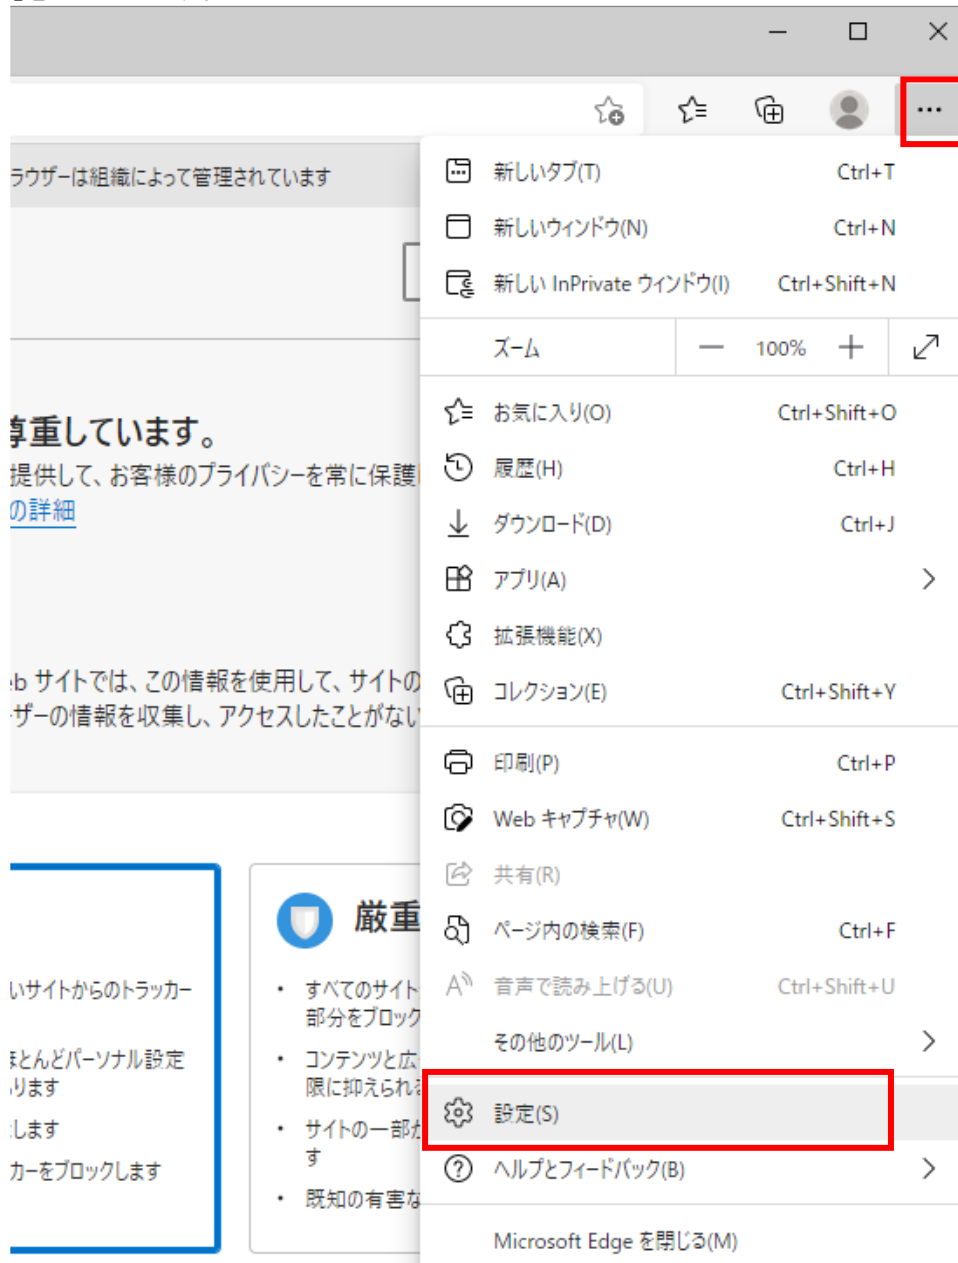 ラウザーは組織によって管理されています
尊重しています。
提供して、お客様のプライバシーを常に保護
の詳細
eb サイトでは、この情報を使用して、サイトの
ーザーの情報を収集し、アクセスしたことがない
いサイトからのトラッカー
ほとんどパーソナル設定
ります
します
カーをブロックします
厳重
• すべてのサイト
部分をブロック
• コンテンツと広
限に抑えられ
• サイトの一部が
す
• 既知の有害な
新しいタブ(T) Ctrl+T
新しいウィンドウ(N) Ctrl+N
新しい InPrivate ウィンドウ(I) Ctrl+Shift+N
ズーム — 100% +
お気に入り(O) Ctrl+Shift+O
履歴(H) Ctrl+H
ダウンロード(D) Ctrl+J
アプリ(A)
拡張機能(X)
コレクション(E) Ctrl+Shift+Y
印刷(P) Ctrl+P
Web キャプチャ(W) Ctrl+Shift+S
共有(R)
ページ内の検索(F) Ctrl+F
音声で読み上げる(U) Ctrl+Shift+U
その他のツール(L)
設定(S)
ヘルプとフィードバック(B)
Microsoft Edge を閉じる(M)